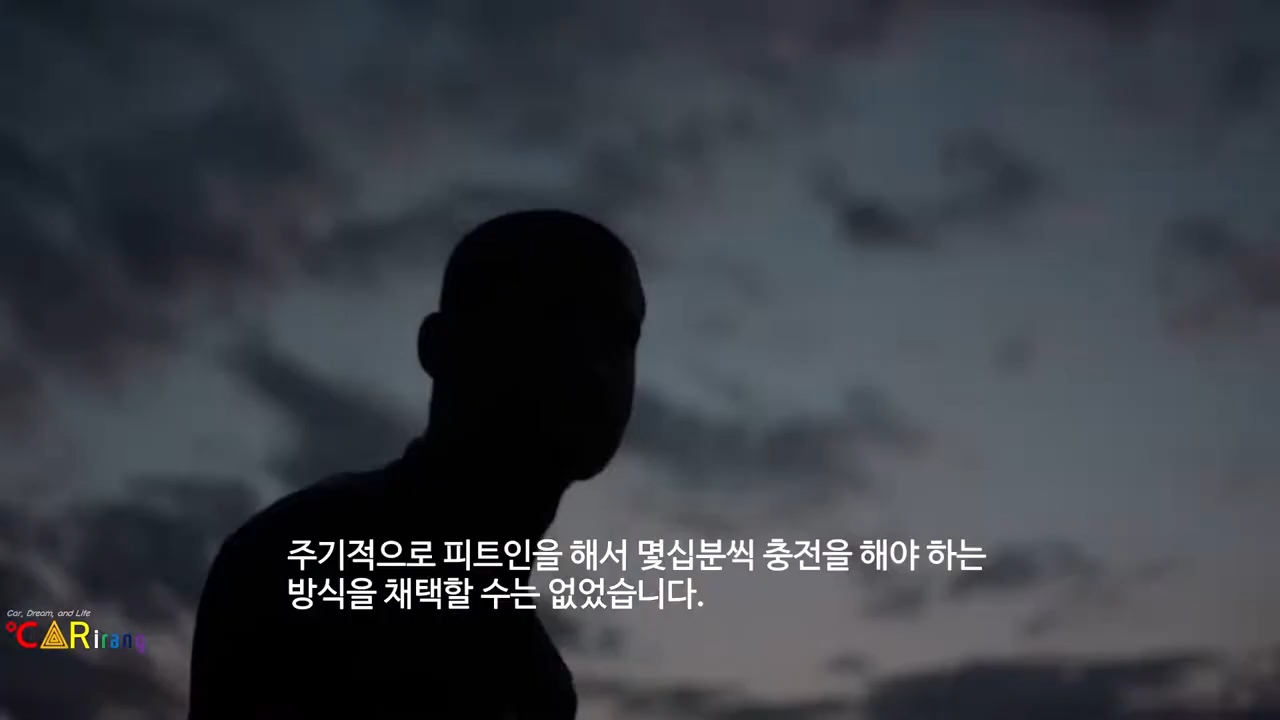 주기적으로 피트인을 해서 몇십분씩 충전을 해야 하는
방식을 채택할 수는 없었습니다.
Car, Dream, and Life
℃ARirang